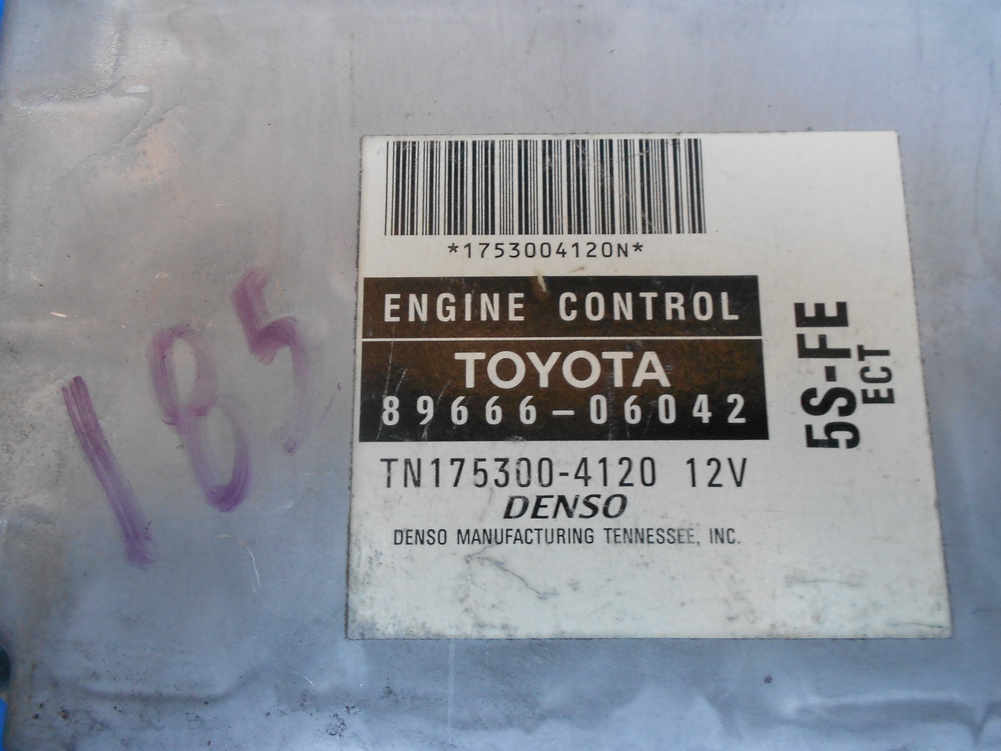 *1753004120N*
ENGINE CONTROL
TOYOTA
89666-06042
TN175300-4120 12V
DENSO
DENSO MANUFACTURING TENNESSEE, INC.
5S-FE
ECT
185